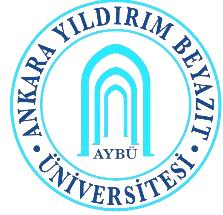 ANKARA YILDIRIM BEYAZIT
ÜNİVERSİTESİ
AYBÜ